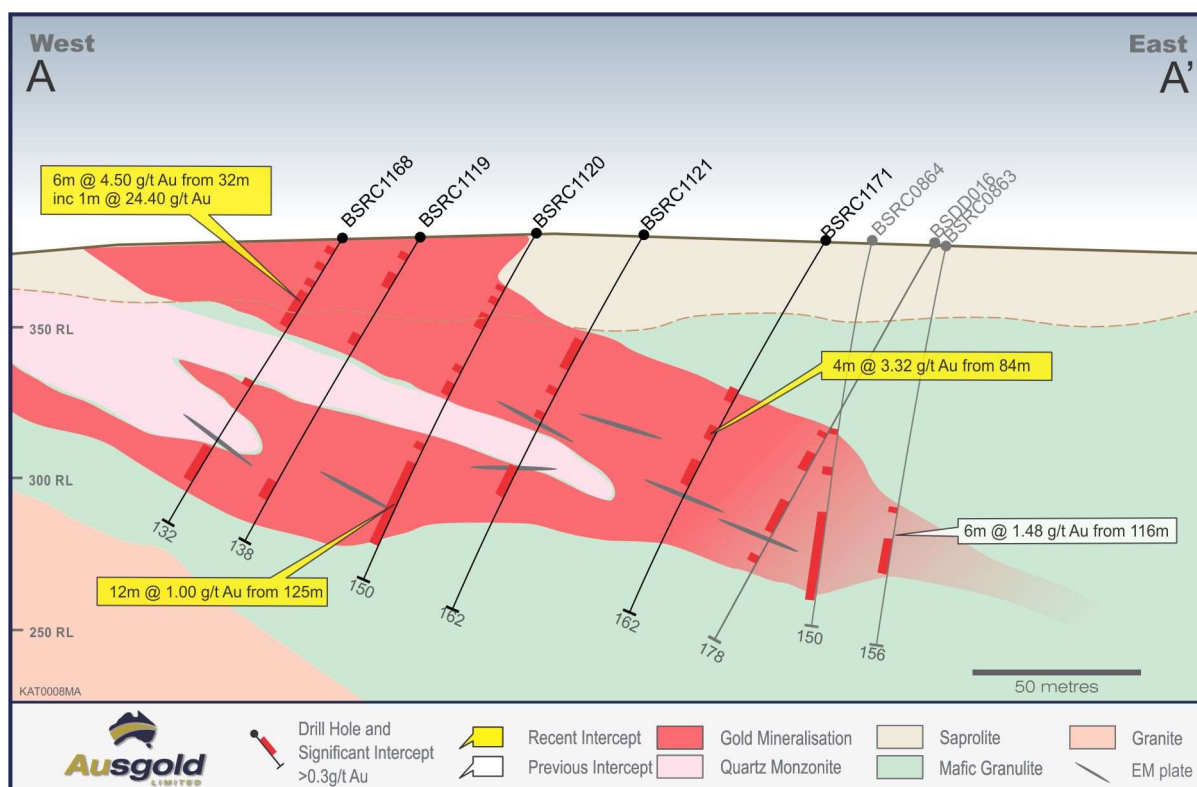 West
A
East
A'
BSRC1168
BSRC1119
BSRC1120
BSRC1121
BSRC1171
BSRC0864
BSDD016
BSRC0863
6m @ 4.50 g/t Au from 32m
inc 1m @ 24.40 g/t Au
350 RL
4m @ 3.32 g/t Au from 84m
300 RL
6m @ 1.48 g/t Au from 116m
12m @ 1.00 g/t Au from 125m
132
138
150
162
162
178
150
156
250 RL
50 metres
KAT0008MA
Ausgold
LIMITED
Drill Hole and
Significant Intercept
>0.3g/t Au
Recent Intercept
Previous Intercept
Gold Mineralisation
Quartz Monzonite
Saprolite
Mafic Granulite
Granite
EM plate